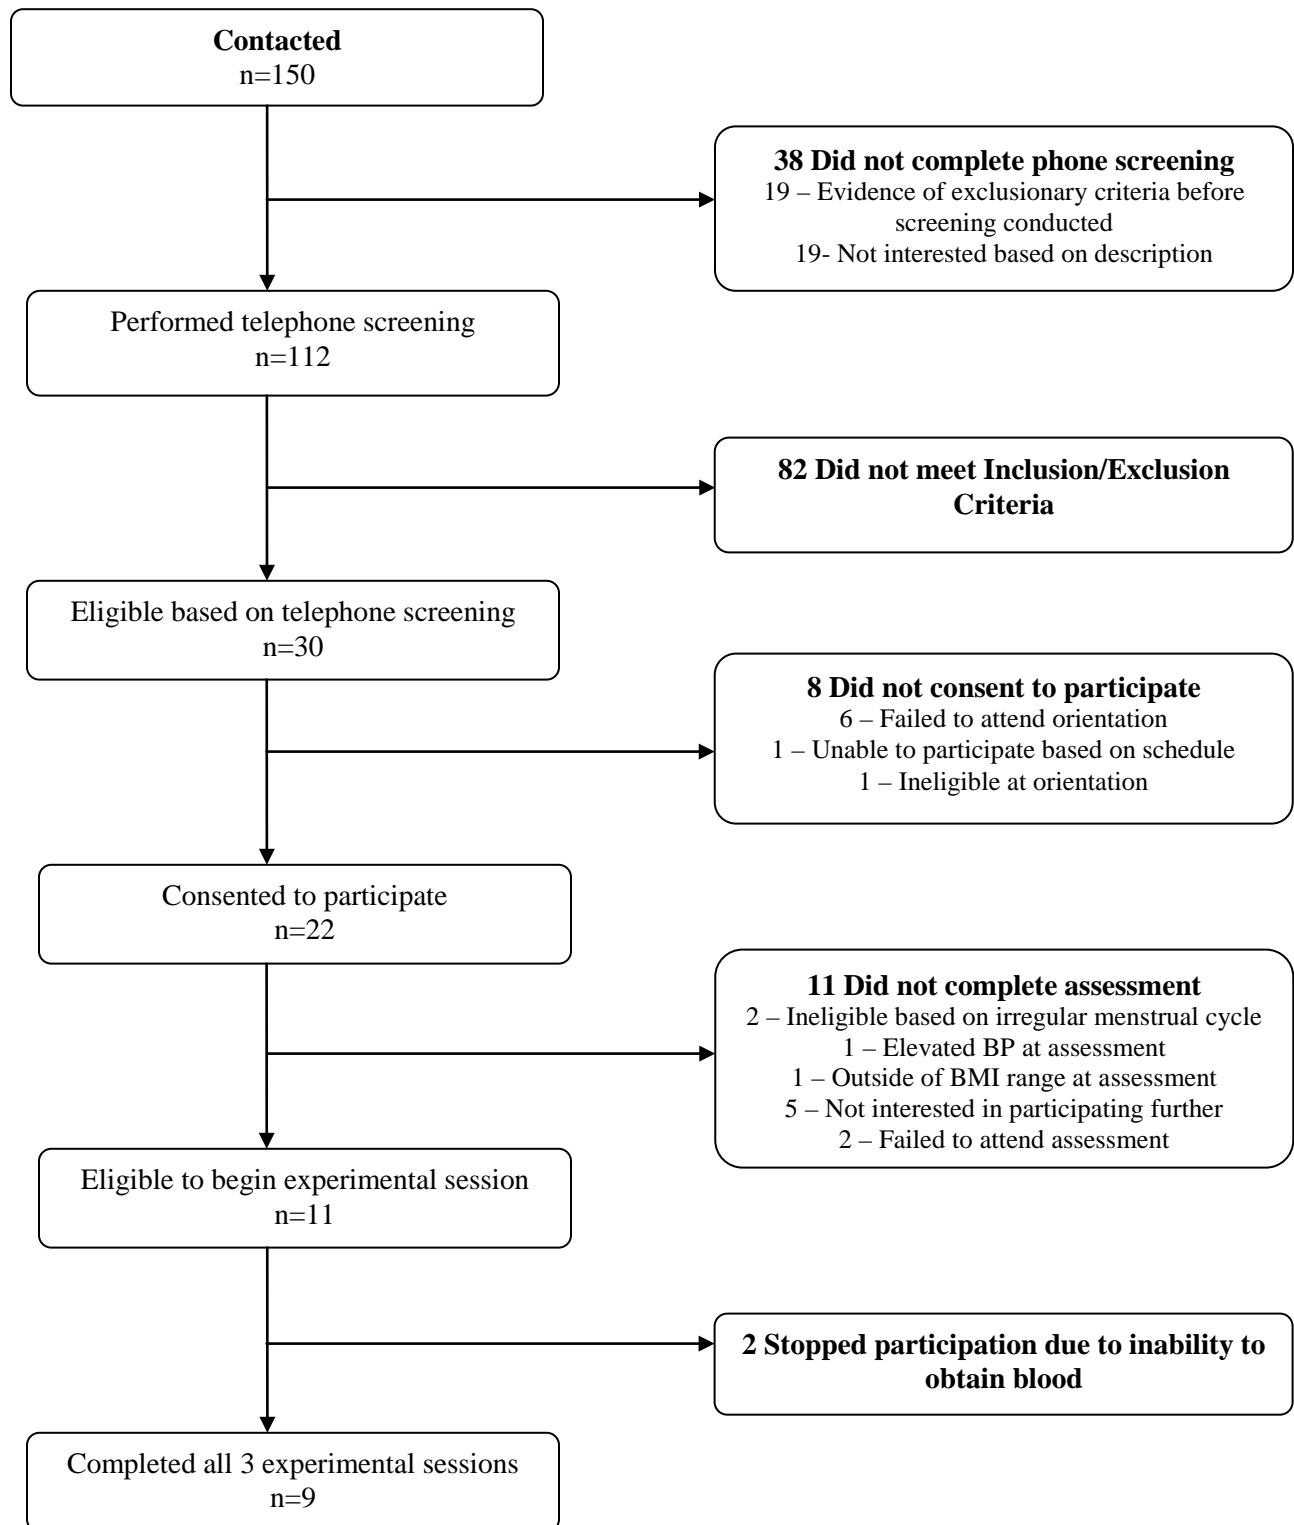 Contacted
n=150
38 Did not complete phone screening
19 – Evidence of exclusionary criteria before
screening conducted
19- Not interested based on description
Performed telephone screening
n=112
82 Did not meet Inclusion/Exclusion
Criteria
Eligible based on telephone screening
n=30
8 Did not consent to participate
6 – Failed to attend orientation
1 – Unable to participate based on schedule
1 – Ineligible at orientation
Consented to participate
n=22
11 Did not complete assessment
2 – Ineligible based on irregular menstrual cycle
1 – Elevated BP at assessment
1 – Outside of BMI range at assessment
5 – Not interested in participating further
2 – Failed to attend assessment
Eligible to begin experimental session
n=11
2 Stopped participation due to inability to
obtain blood
Completed all 3 experimental sessions
n=9